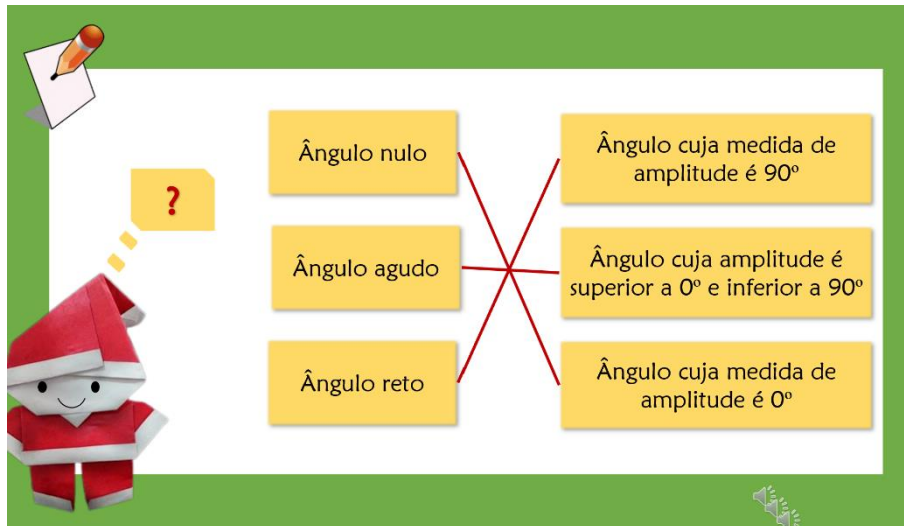 ?
Ângulo nulo
Ângulo agudo
Ângulo reto
Ângulo cuja medida de
amplitude é 90º
Ângulo cuja amplitude é
superior a 0º e inferior a 90º
Ângulo cuja medida de
amplitude é 0º